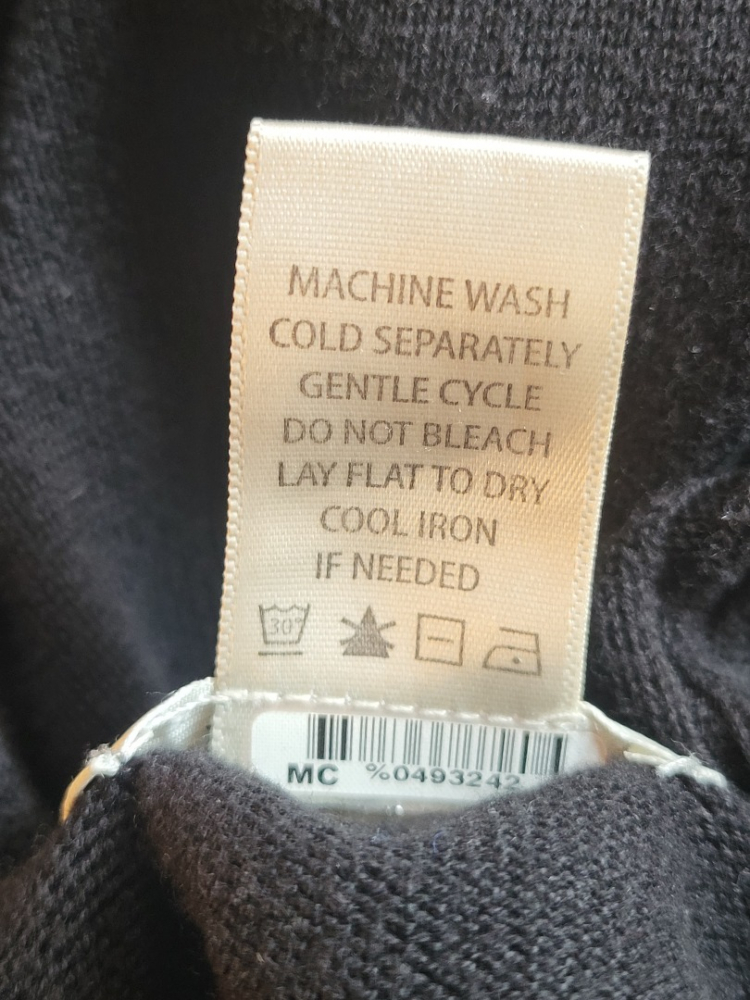 MACHINE WASH
COLD SEPARATELY
GENTLE CYCLE
DO NOT BLEACH
LAY FLAT TO DRY
COOL IRON
IF NEEDED
30°
MC %0493242